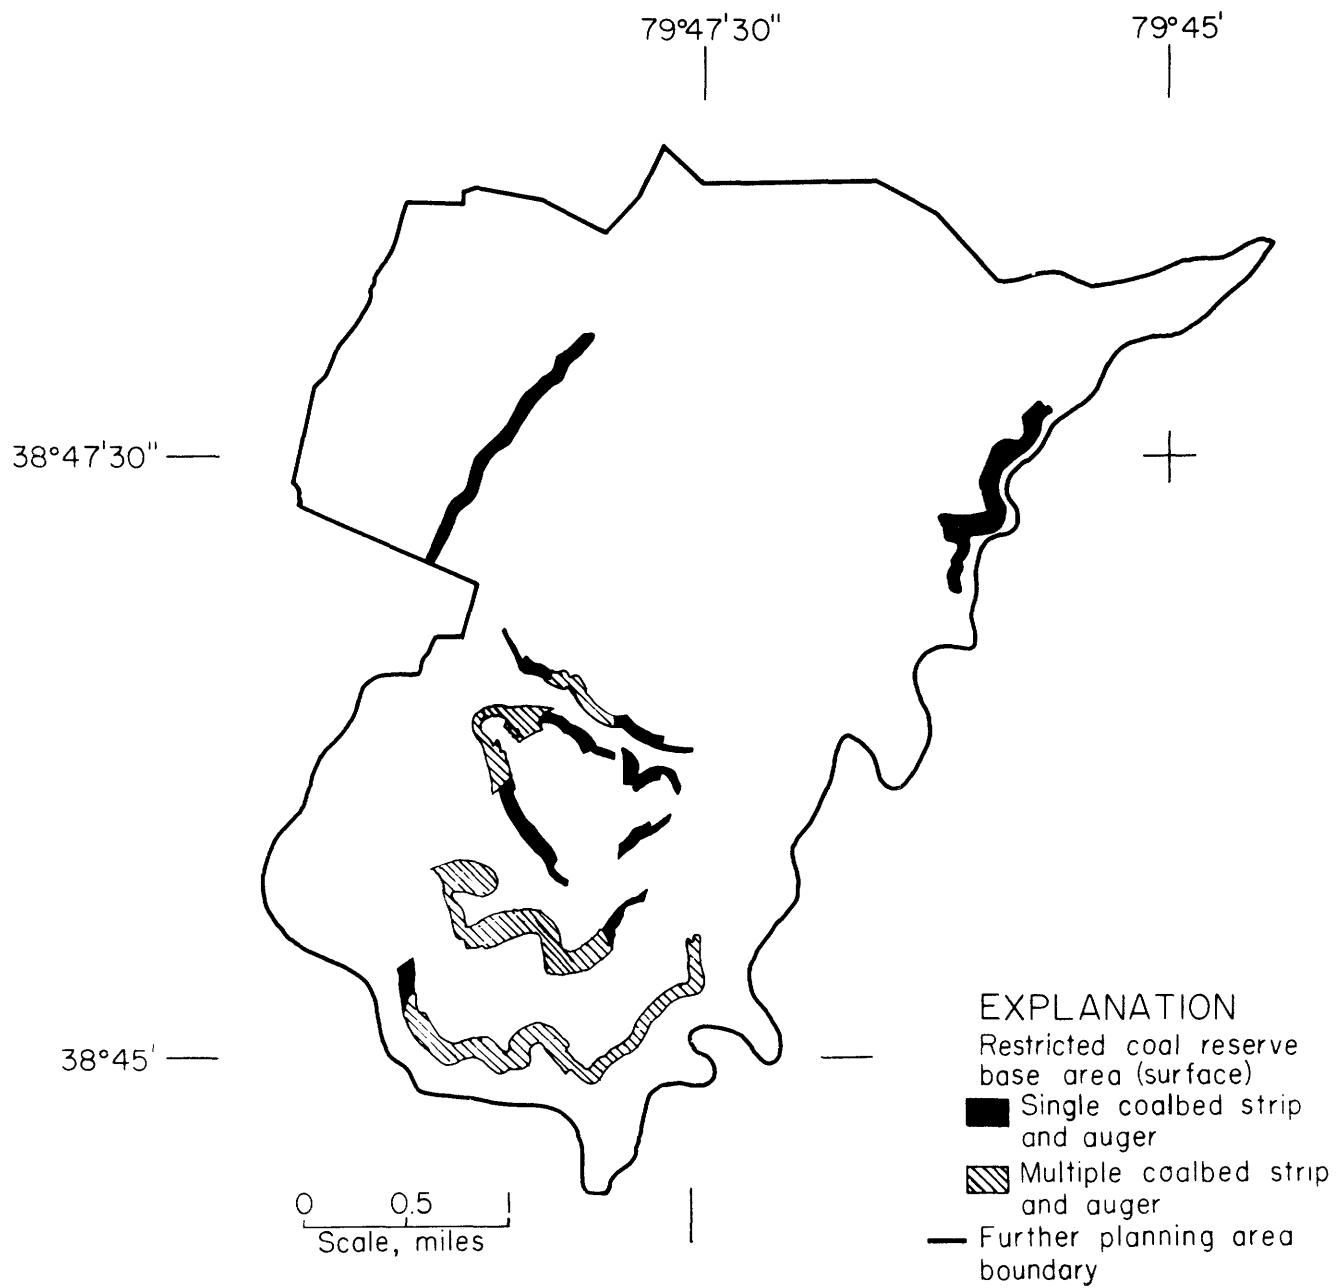 79°47'30"
79°45'
38°47'30"
38°45'
EXPLANATION
Restricted coal reserve
base area (surface)
Single coalbed strip
and auger
Multiple coalbed strip
and auger
Further planning area
boundary
0 0.5 1
Scale, miles